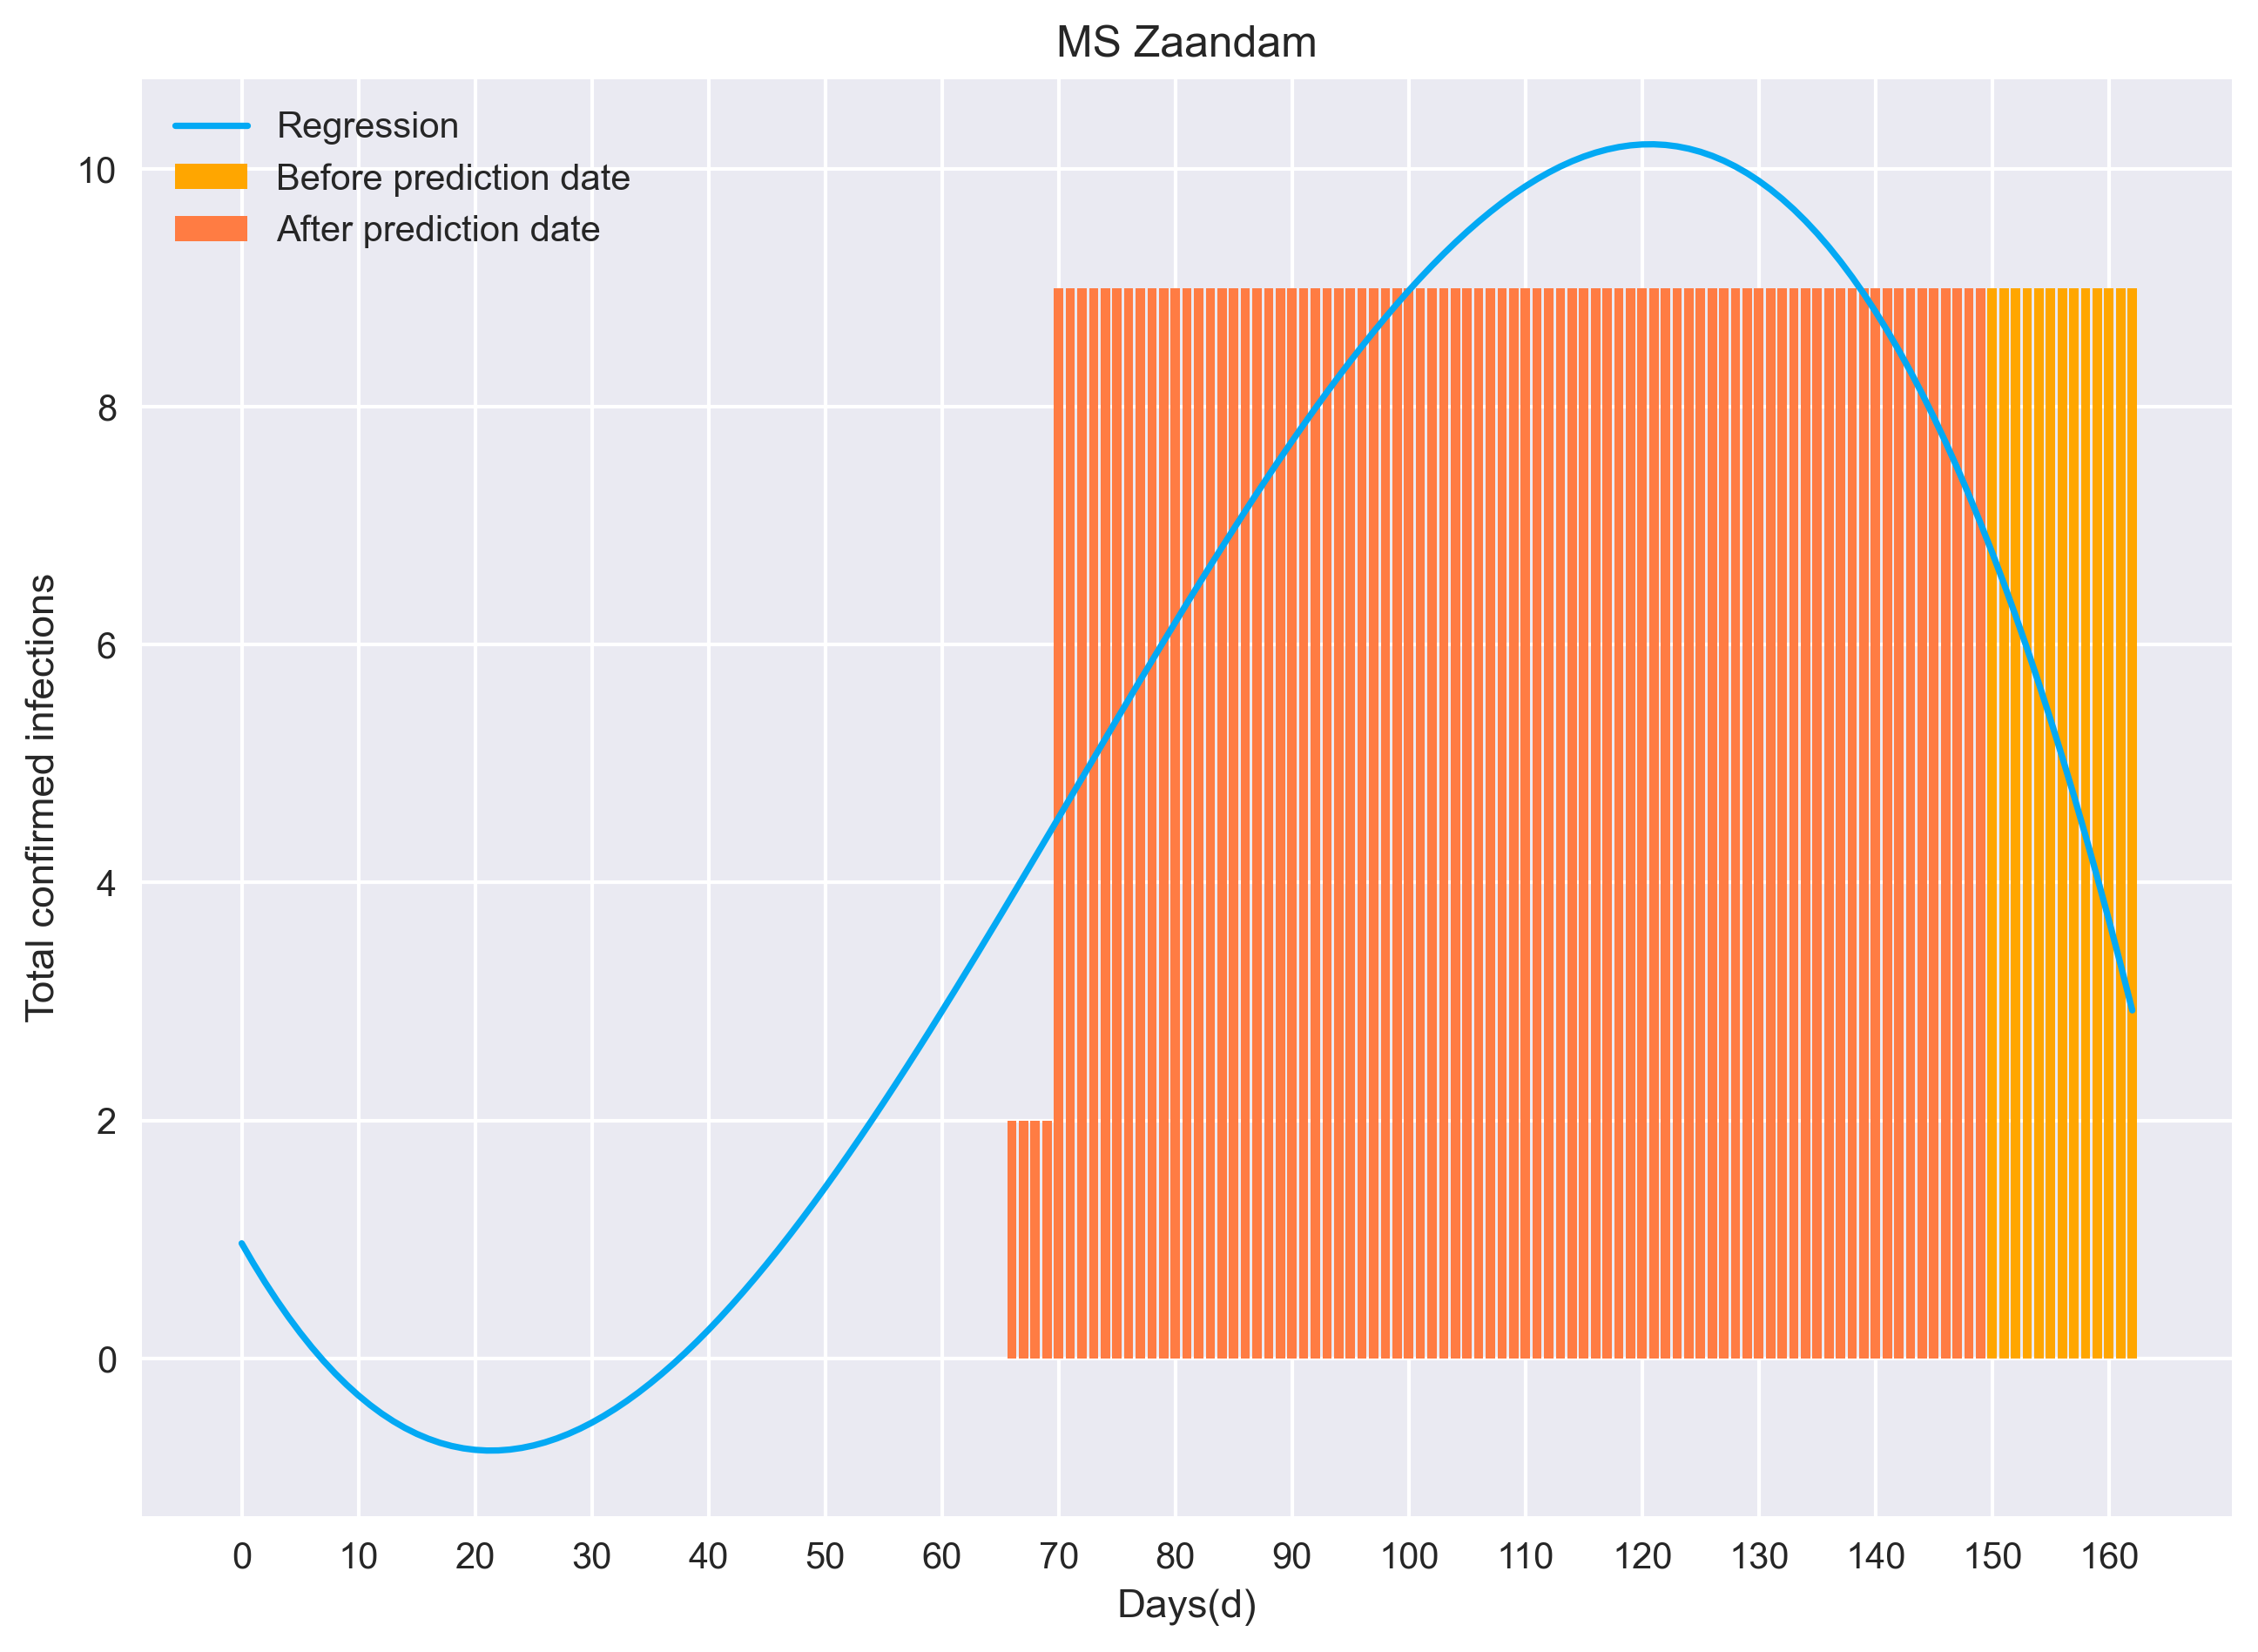 MS Zaandam
Regression
Before prediction date
After prediction date
Total confirmed infections
10
8
6
4
2
0
0 10 20 30 40 50 60 70 80 90 100 110 120 130 140 150 160
Days(d)